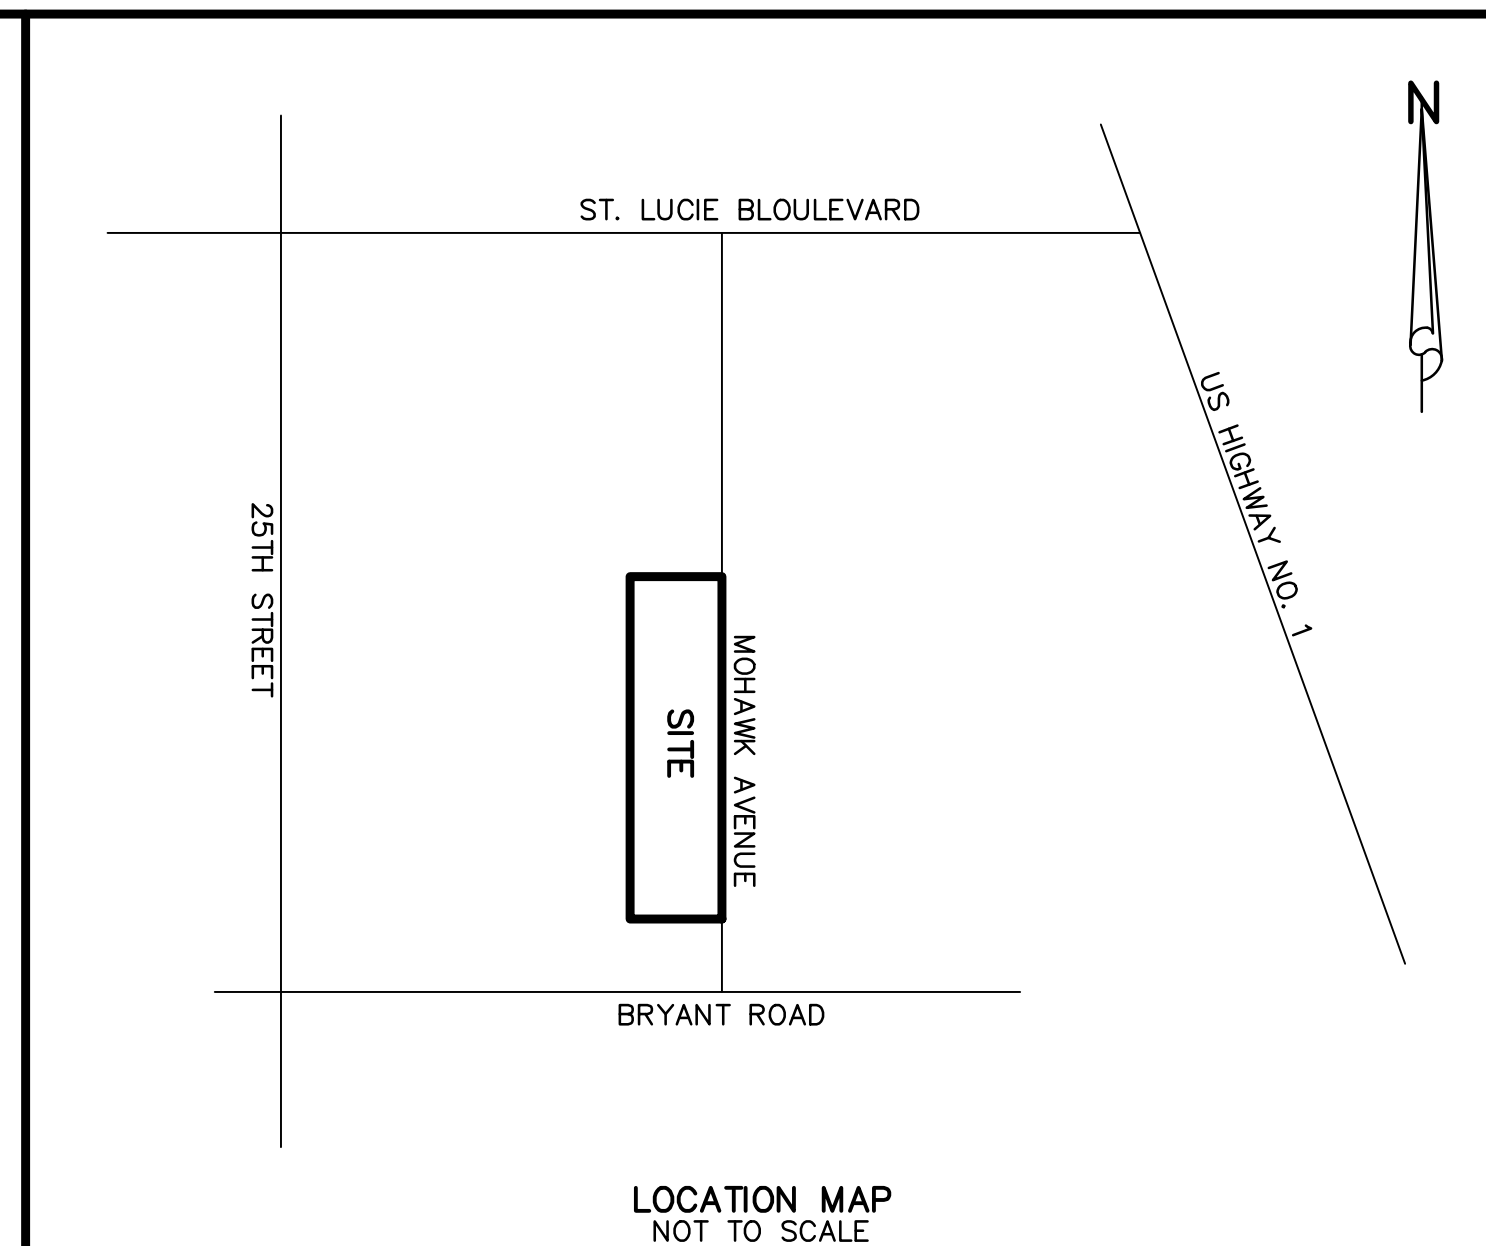 N
ST. LUCIE BLOULEVARD
US HIGHWAY NO. 1
25TH STREET
SITE
MOHAWK AVENUE
BRYANT ROAD
LOCATION MAP
NOT TO SCALE